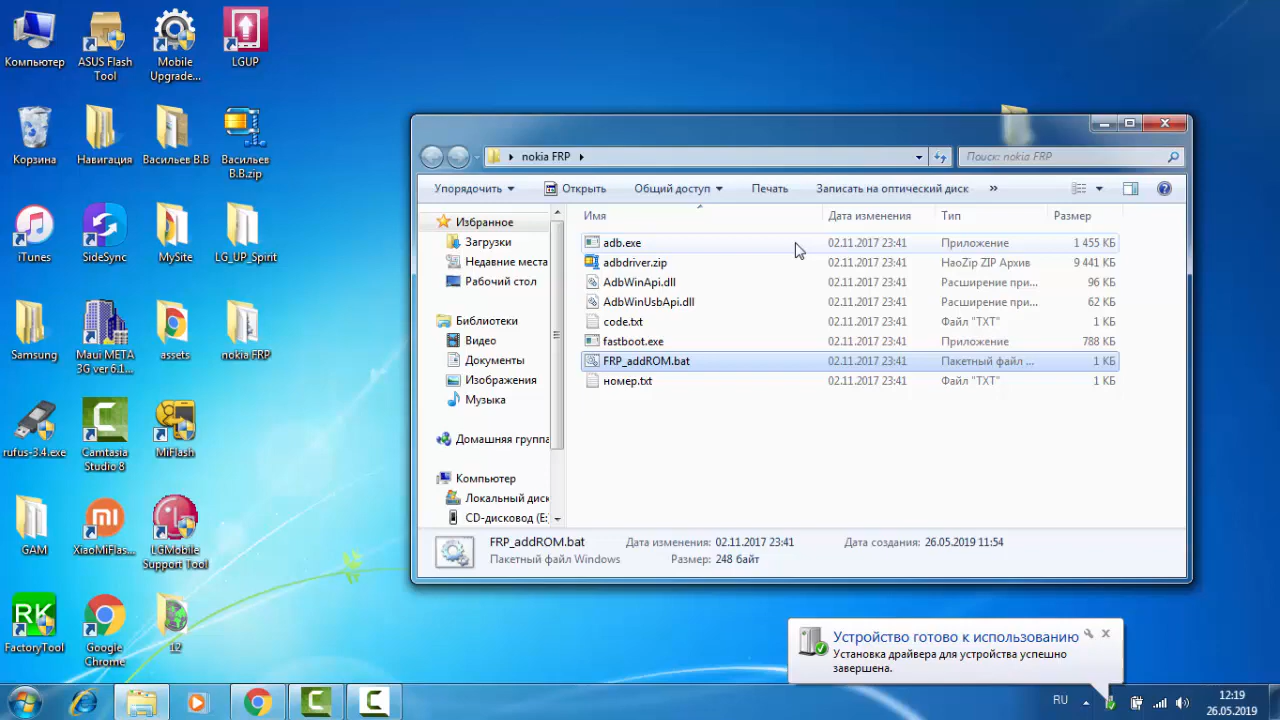 Компьютер
ASUS Flash
Tool
Mobile
Upgrade...
LGUP
Корзина
Навигация
Васильев В.В
Васильев
В.В.zip
iTunes
SideSync
MySite
LG_UP_Spirit
Samsung
Maui META
3G ver 6.1...
assets
nokia FRP
rufus-3.4.exe
Camtasia
Studio 8
MiFlash
GAM
XiaoMiFlas...
LGMobile
Support Tool
RK
FactoryTool
Google
Chrome
12
nokia FRP
Поиск: nokia FRP
Упорядочить
Открыть
Общий доступ
Печать
Записать на оптический диск
»
Имя
Дата изменения
Тип
Размер
Избранное
Загрузки
Недавние места
Рабочий стол
Библиотеки
Видео
Документы
Изображения
Музыка
Домашняя группа
Компьютер
Локальный диск
CD-дисковод (E:
adb.exe 02.11.2017 23:41 Приложение 1 455 КБ
adbdriver.zip 02.11.2017 23:41 HaoZip ZIP Архив 9 441 КБ
AdbWinApi.dll 02.11.2017 23:41 Расширение при... 96 КБ
AdbWinUsbApi.dll 02.11.2017 23:41 Расширение при... 62 КБ
code.txt 02.11.2017 23:41 Файл "TXT" 1 КБ
fastboot.exe 02.11.2017 23:41 Приложение 788 КБ
FRP_addROM.bat 02.11.2017 23:41 Пакетный файл ... 1 КБ
номер.txt 02.11.2017 23:41 Файл "TXT" 1 КБ
FRP_addROM.bat Дата изменения: 02.11.2017 23:41 Дата создания: 26.05.2019 11:54
Пакетный файл Windows Размер: 248 байт
Устройство готово к использованию
Установка драйвера для устройства успешно
завершена.
RU
12:19
26.05.2019